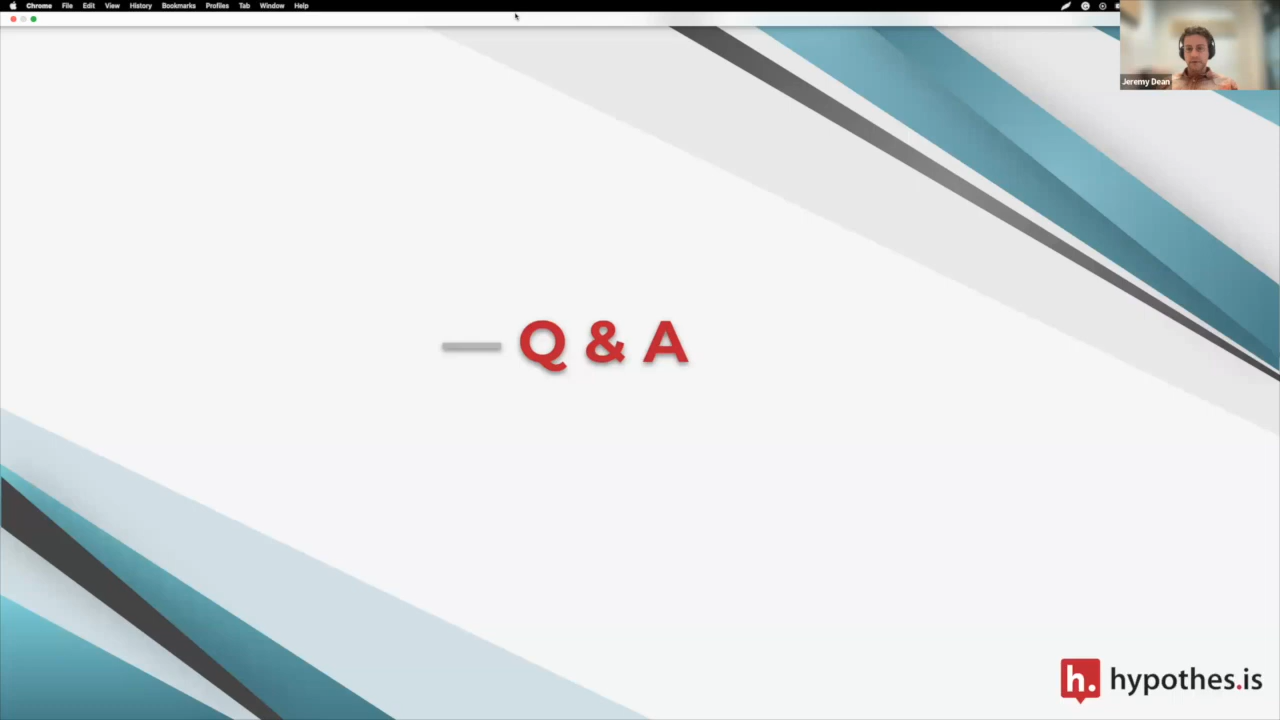 Chrome File Edit View History Bookmarks Profiles Tab Window Help
Jeremy Dean
— Q & A
h. hypothes.is